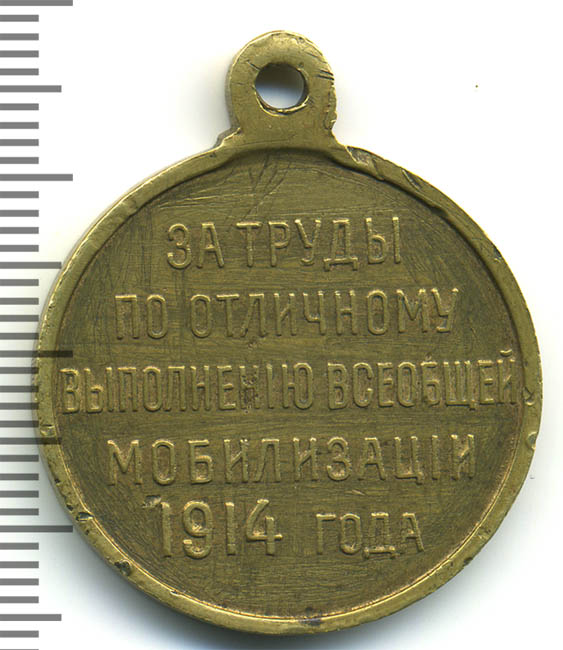 ЗА ТРУДЫ
ПО ОТЛИЧНОМУ
ВЫПОЛНЕНІЮ ВСЕОБЩЕЙ
МОБИЛИЗАЦІИ
1914 ГОДА